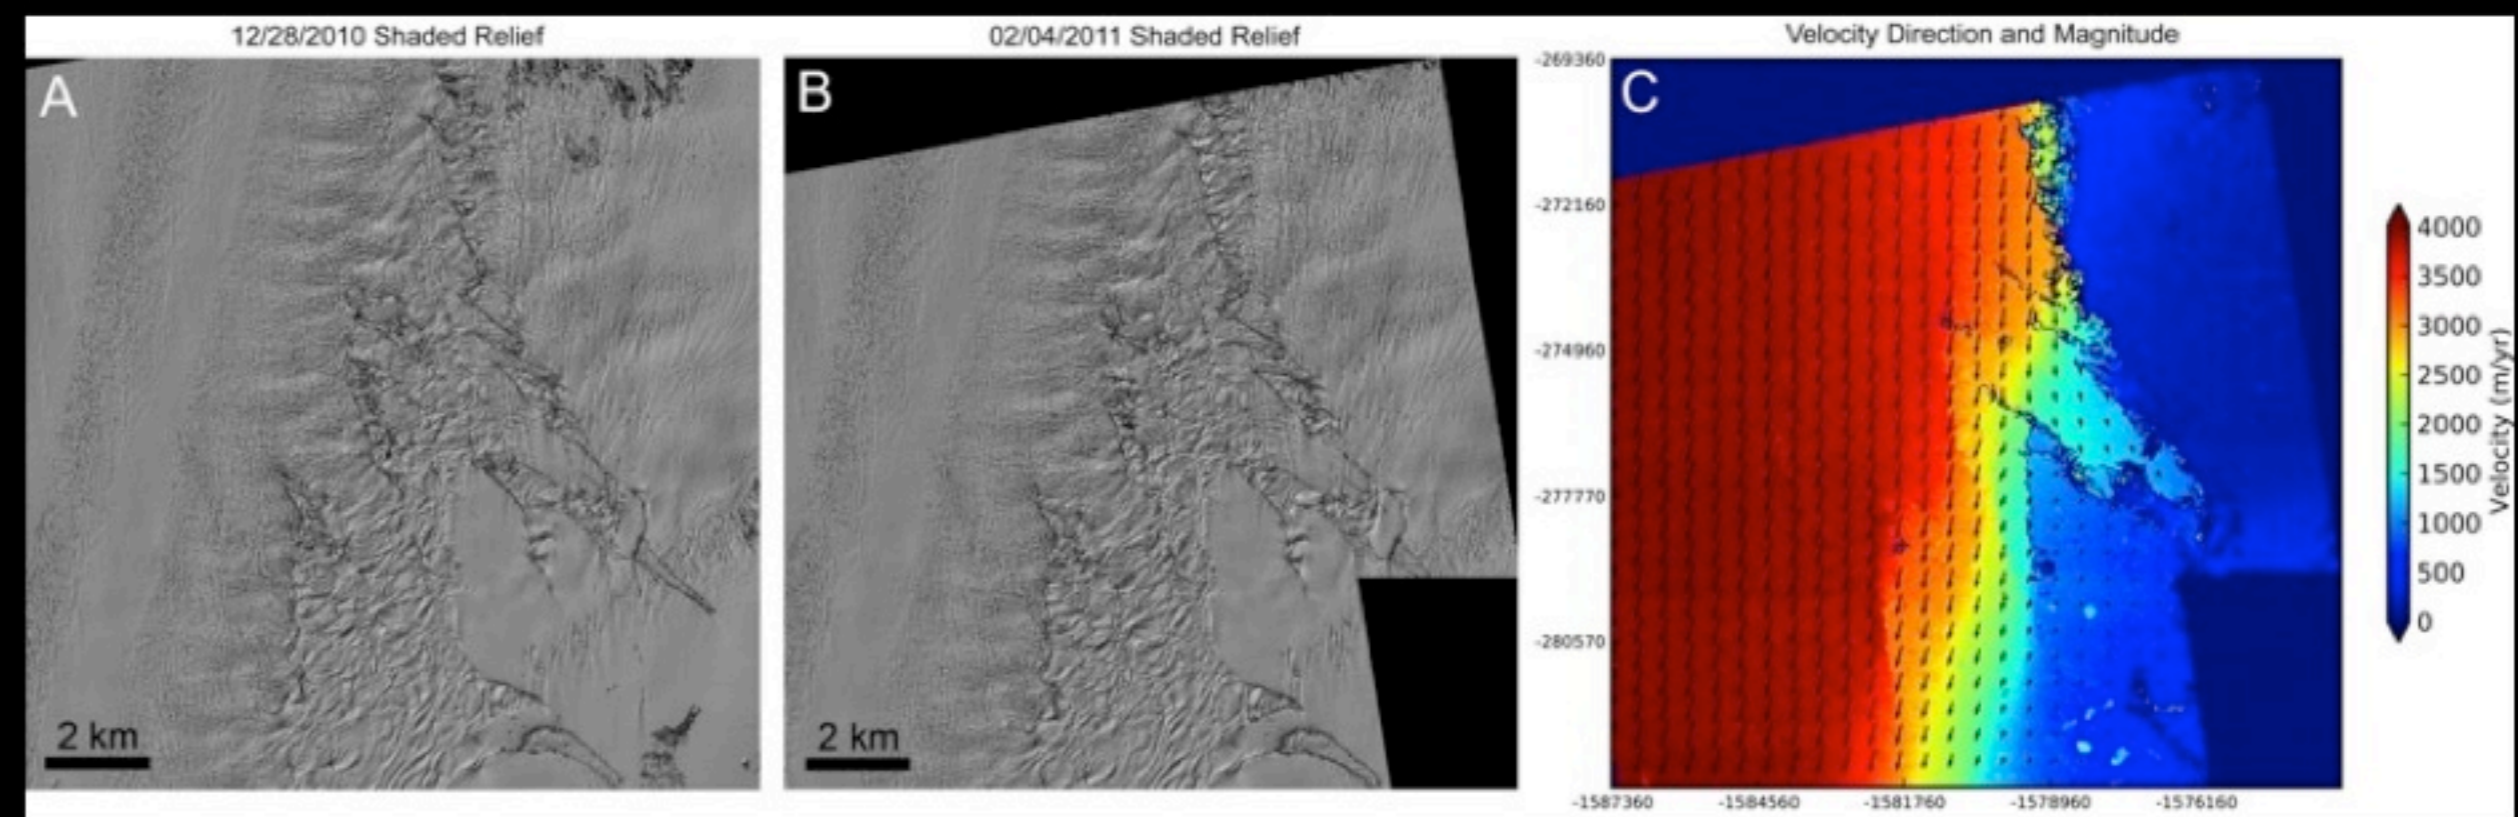 12/28/2010 Shaded Relief
02/04/2011 Shaded Relief
Velocity Direction and Magnitude
A
B
C
2 km
2 km
-269360
-272160
-274960
-277770
-280570
-1587360
-1584560
-1581760
-1578960
-1576160
4000
3500
3000
2500
2000
1500
1000
500
0
Velocity (m/yr)